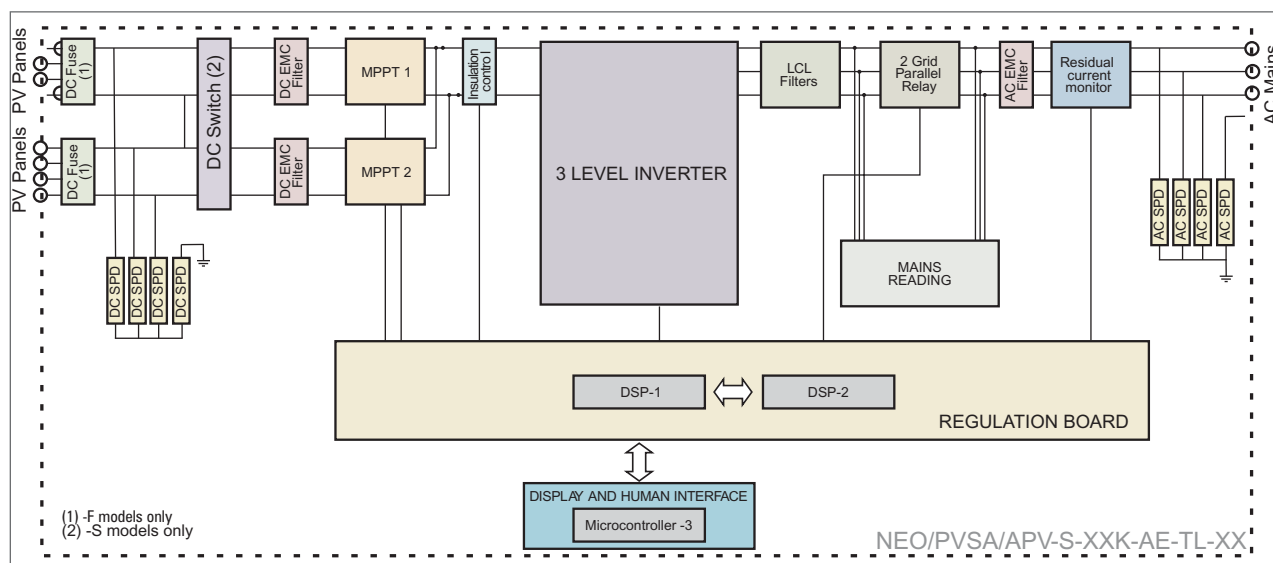 PV Panels
DC Fuse
(1)
DC Switch (2)
DC EMC
Filter
MPPT 1
Insulation
control
3 LEVEL INVERTER
LCL
Filters
2 Grid
Parallel
Relay
AC EMC
Filter
Residual
current
monitor
AC Mains
PV Panels
DC Fuse
(1)
DC EMC
Filter
MPPT 2
DC SPD
DC SPD
DC SPD
DC SPD
MAINS
READING
AC SPD
AC SPD
AC SPD
AC SPD
DSP-1
DSP-2
REGULATION BOARD
DISPLAY AND HUMAN INTERFACE
Microcontroller -3
(1) -F models only
(2) -S models only
NEO/PVSA/APV-S-XXK-AE-TL-XX